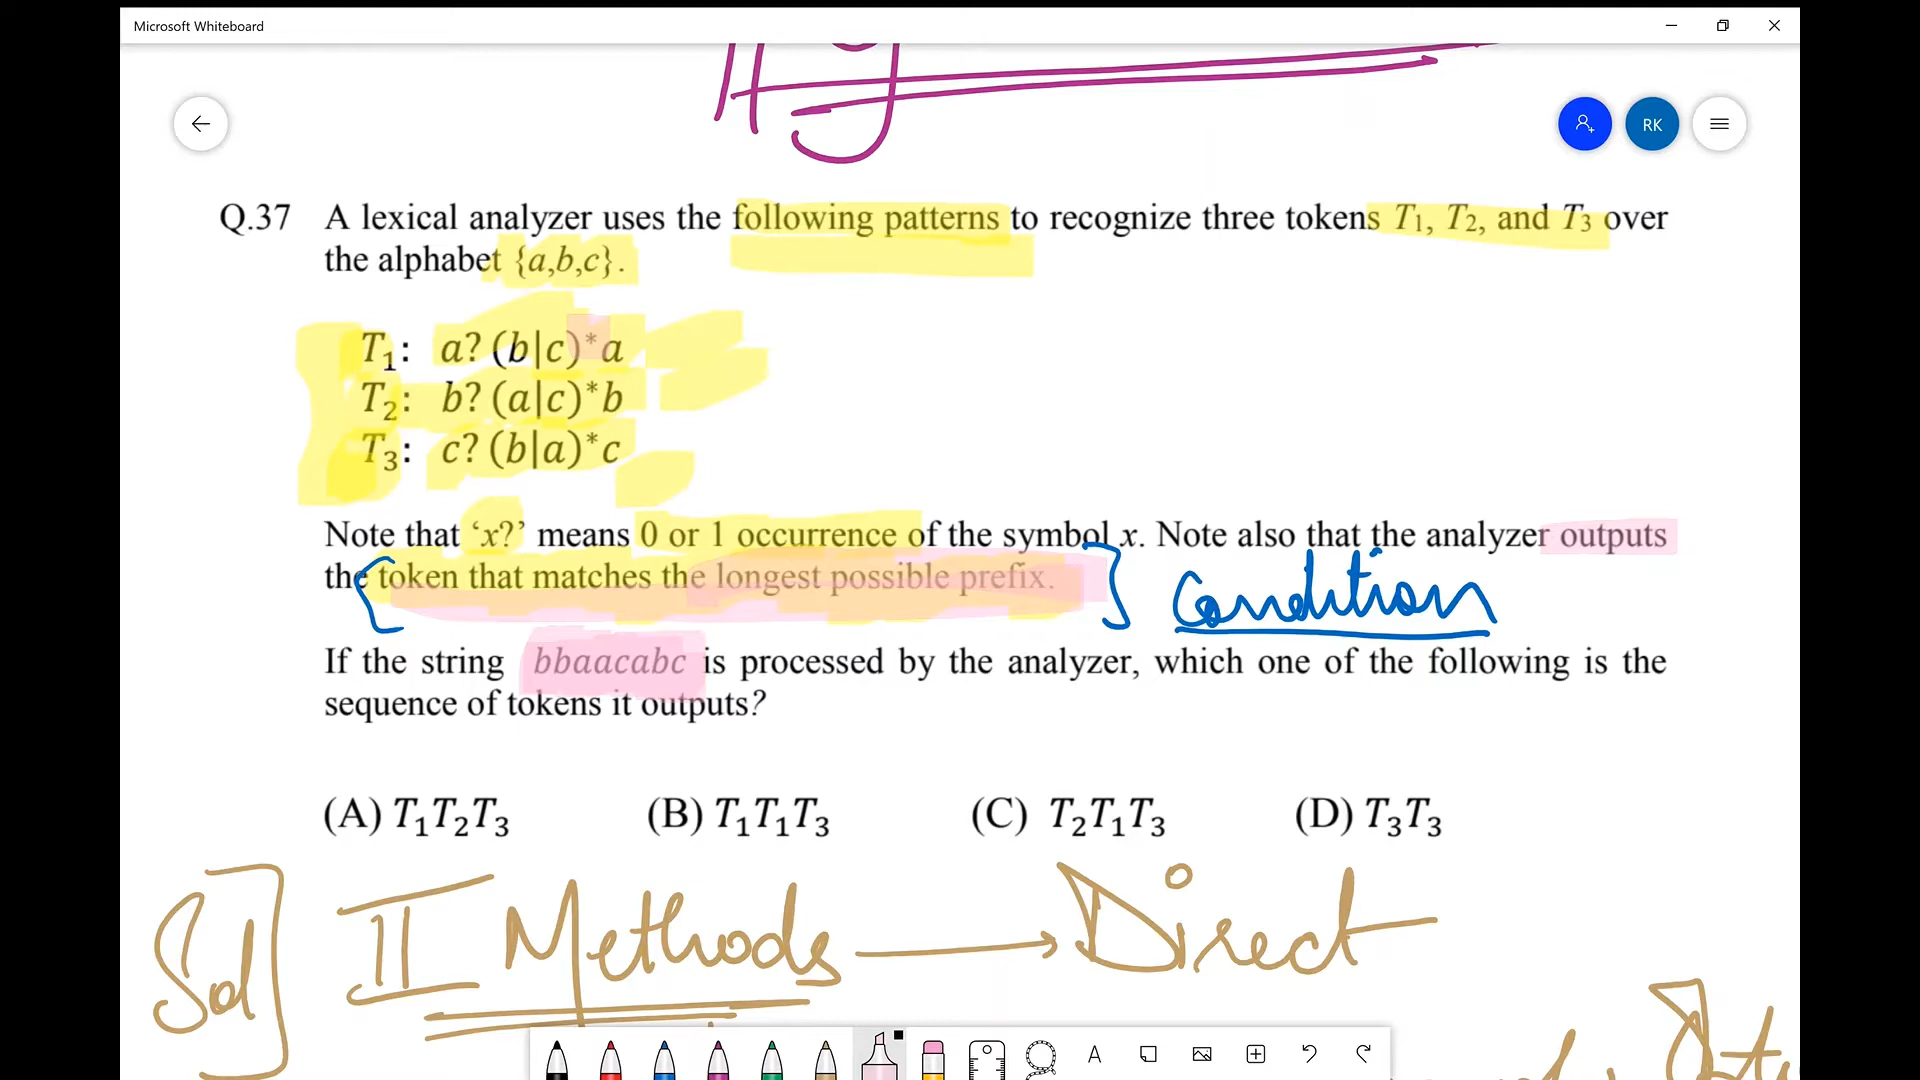 Microsoft Whiteboard
RK
Q.37 A lexical analyzer uses the following patterns to recognize three tokens T₁, T₂, and T₃ over
the alphabet {a,b,c}.
T₁: a?(b|c)*a
T₂: b?(a|c)*b
T₃: c?(b|a)*c
Note that ‘x?’ means 0 or 1 occurrence of the symbol x. Note also that the analyzer outputs
the token that matches the longest possible prefix.
Condition
If the string bbaacabc is processed by the analyzer, which one of the following is the
sequence of tokens it outputs?
(A) T₁T₂T₃ (B) T₁T₁T₃ (C) T₂T₁T₃ (D) T₃T₃
Sol] II Methods → Direct
A